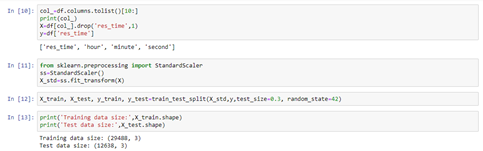 In [10]: col_=df.columns.tolist()[10:]
print(col_)
X=df[col_].drop('res_time',1)
y=df['res_time']
['res_time', 'hour', 'minute', 'second']
In [11]: from sklearn.preprocessing import StandardScaler
ss=StandardScaler()
X_std=ss.fit_transform(X)
In [12]: X_train, X_test, y_train, y_test=train_test_split(X_std,y,test_size=0.3, random_state=42)
In [13]: print('Training data size:',X_train.shape)
print('Test data size:',X_test.shape)
Training data size: (29488, 3)
Test data size: (12638, 3)